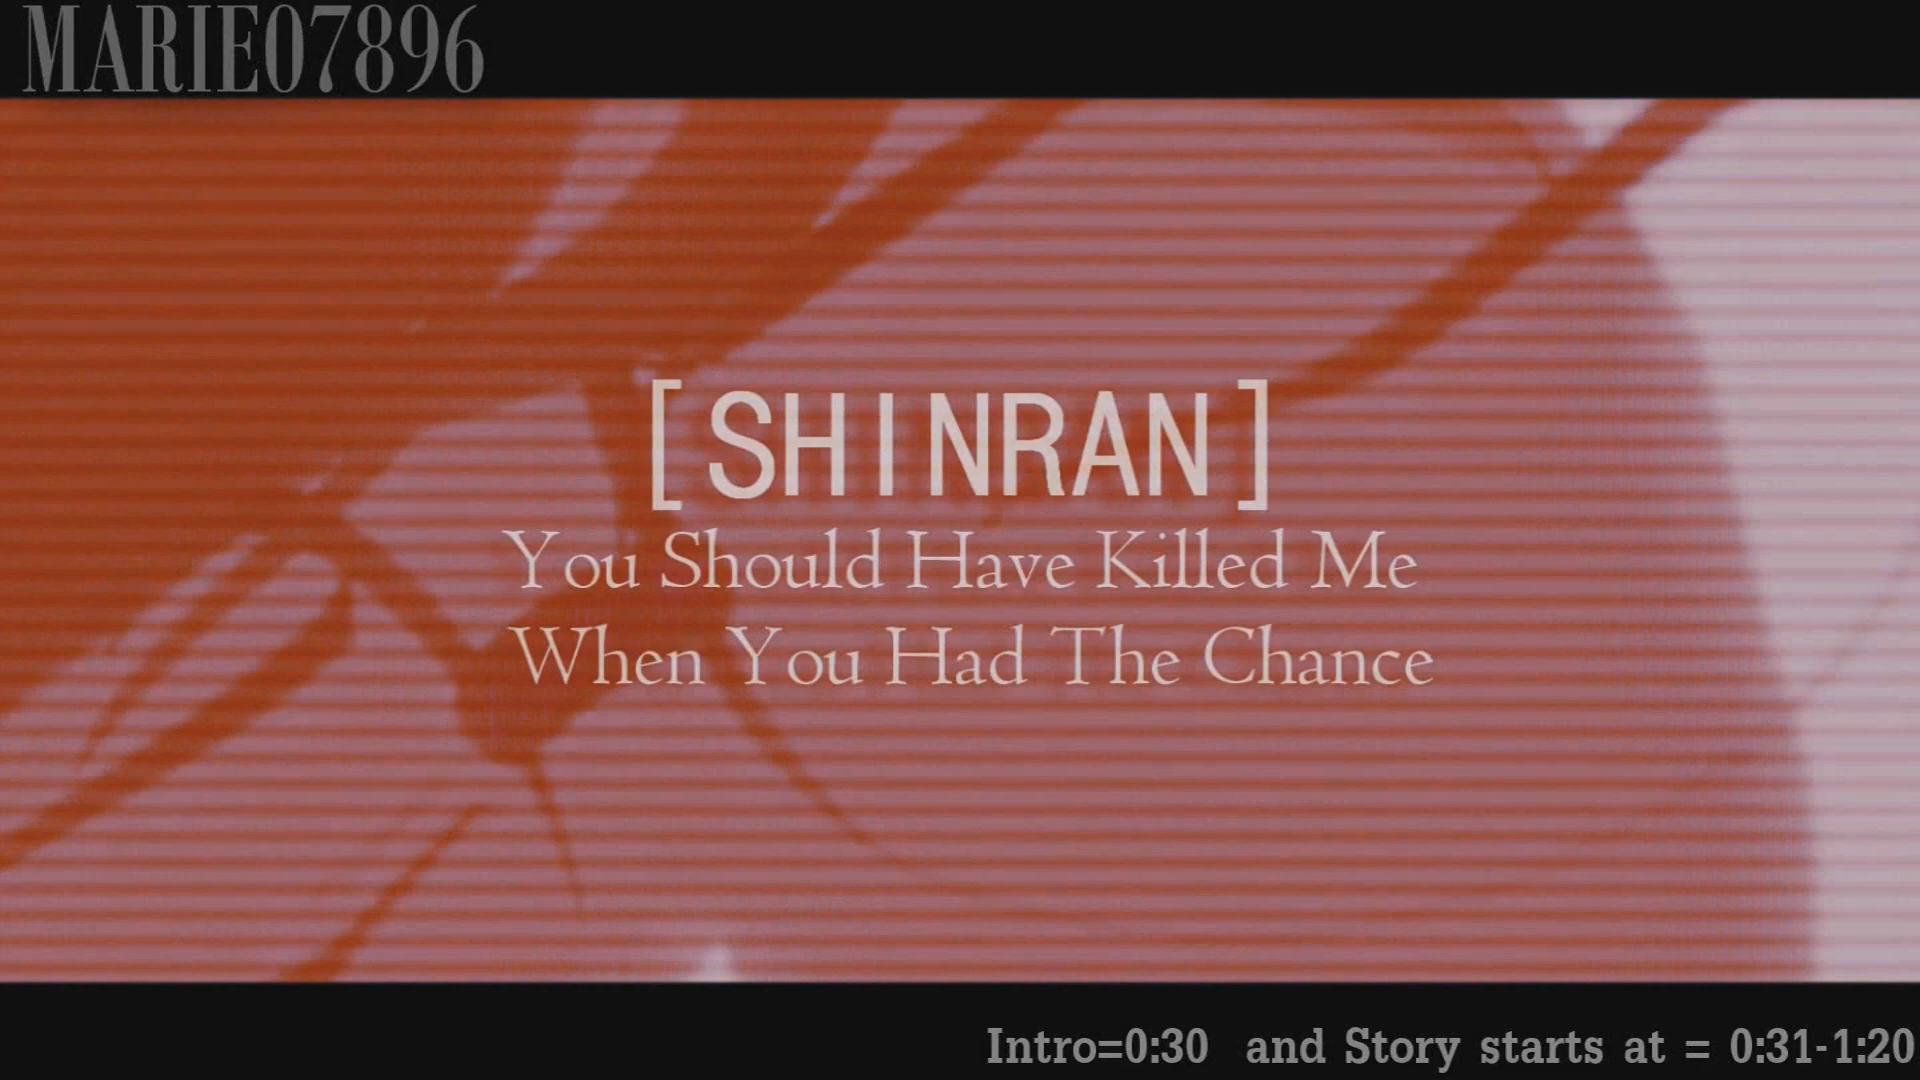 MARIE07896
[SHINRAN]
You Should Have Killed Me
When You Had The Chance
Intro=0:30 and Story starts at = 0:31-1:20